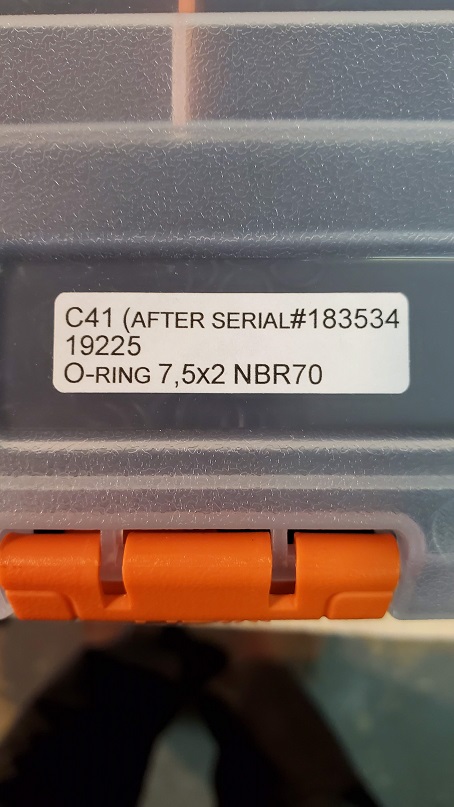 C41 (AFTER SERIAL#183534
19225
O-RING 7,5x2 NBR70